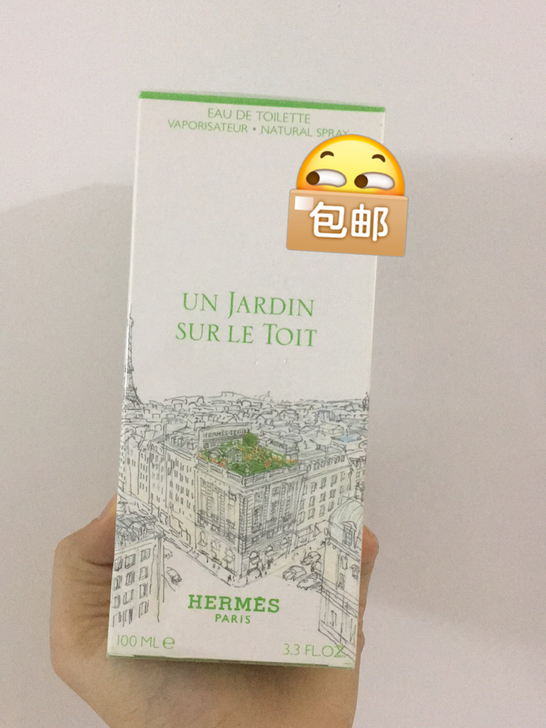 EAU DE TOILETTE
VAPORISATEUR • NATURAL SPRAY
包邮
UN JARDIN
SUR LE TOIT
HERMÈS
PARIS
100 ML e
3.3 FL.OZ